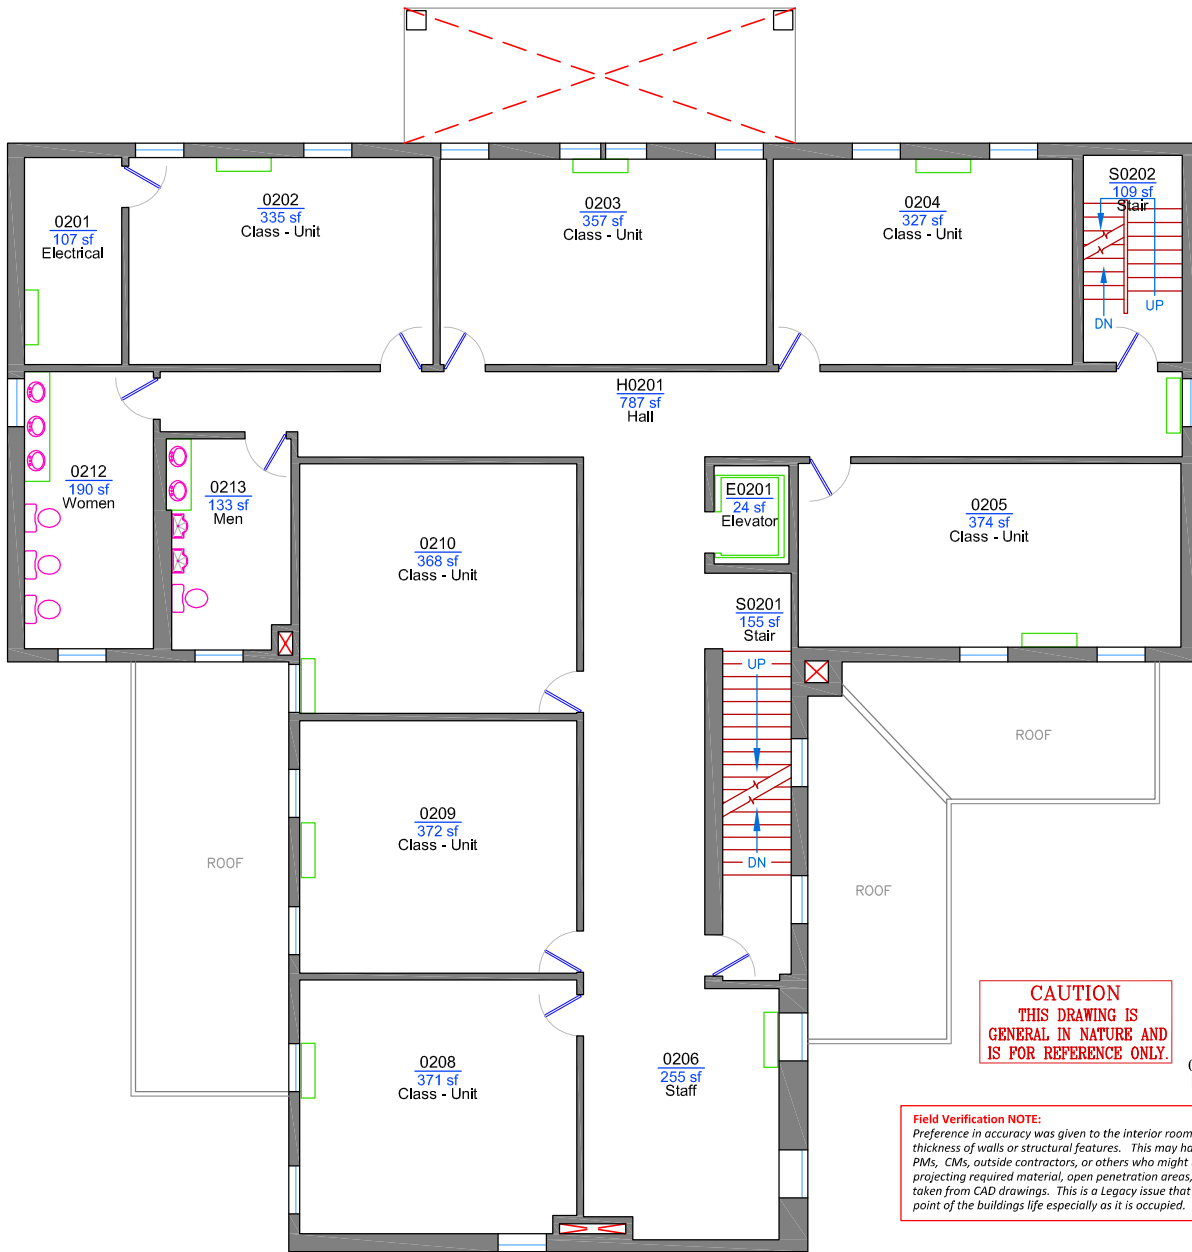 0201
107 sf
Electrical
0202
335 sf
Class - Unit
0203
357 sf
Class - Unit
0204
327 sf
Class - Unit
S0202
109 sf
Stair
UP
DN
H0201
787 sf
Hall
0212
190 sf
Women
0213
133 sf
Men
0210
368 sf
Class - Unit
E0201
24 sf
Elevator
0205
374 sf
Class - Unit
S0201
155 sf
Stair
UP
DN
ROOF
ROOF
ROOF
0209
372 sf
Class - Unit
0208
371 sf
Class - Unit
0206
255 sf
Staff
CAUTION
THIS DRAWING IS
GENERAL IN NATURE AND
IS FOR REFERENCE ONLY.
0
Field Verification NOTE:
Preference in accuracy was given to the interior room
thickness of walls or structural features. This may ha
PMs, CMs, outside contractors, or others who might
projecting required material, open penetration areas,
taken from CAD drawings. This is a Legacy issue that
point of the buildings life especially as it is occupied.